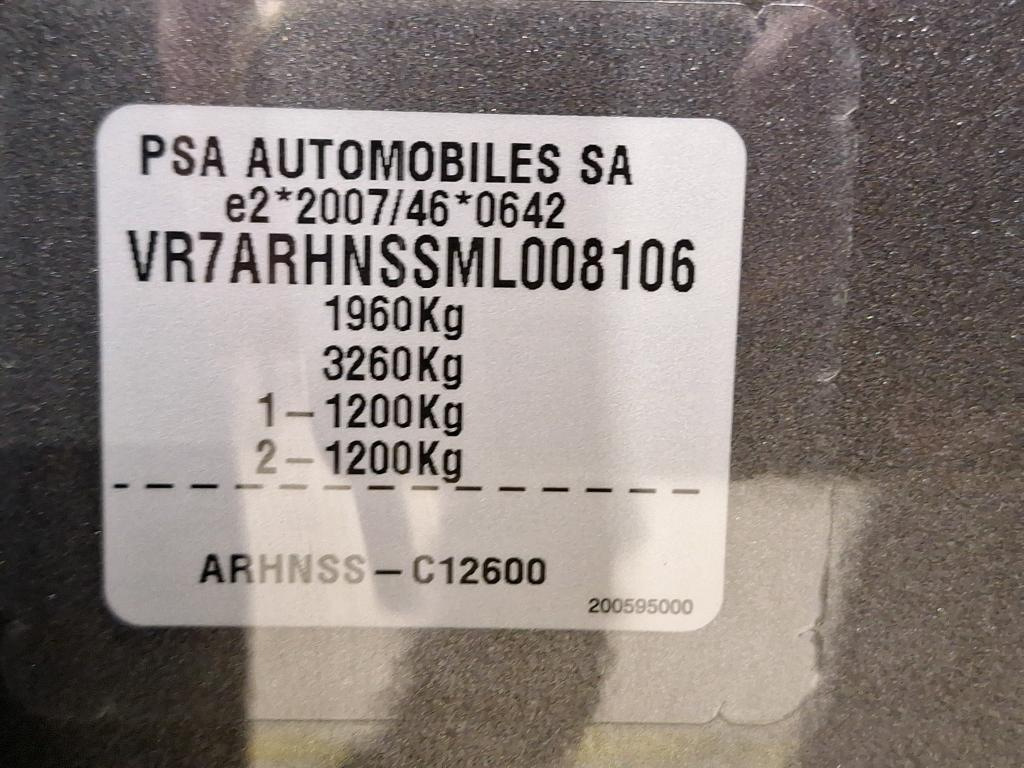 PSA AUTOMOBILES SA
e2*2007/46*0642
VR7ARHNSSML008106
1960Kg
3260Kg
1–1200Kg
2–1200Kg
ARHNSS–C12600
200595000